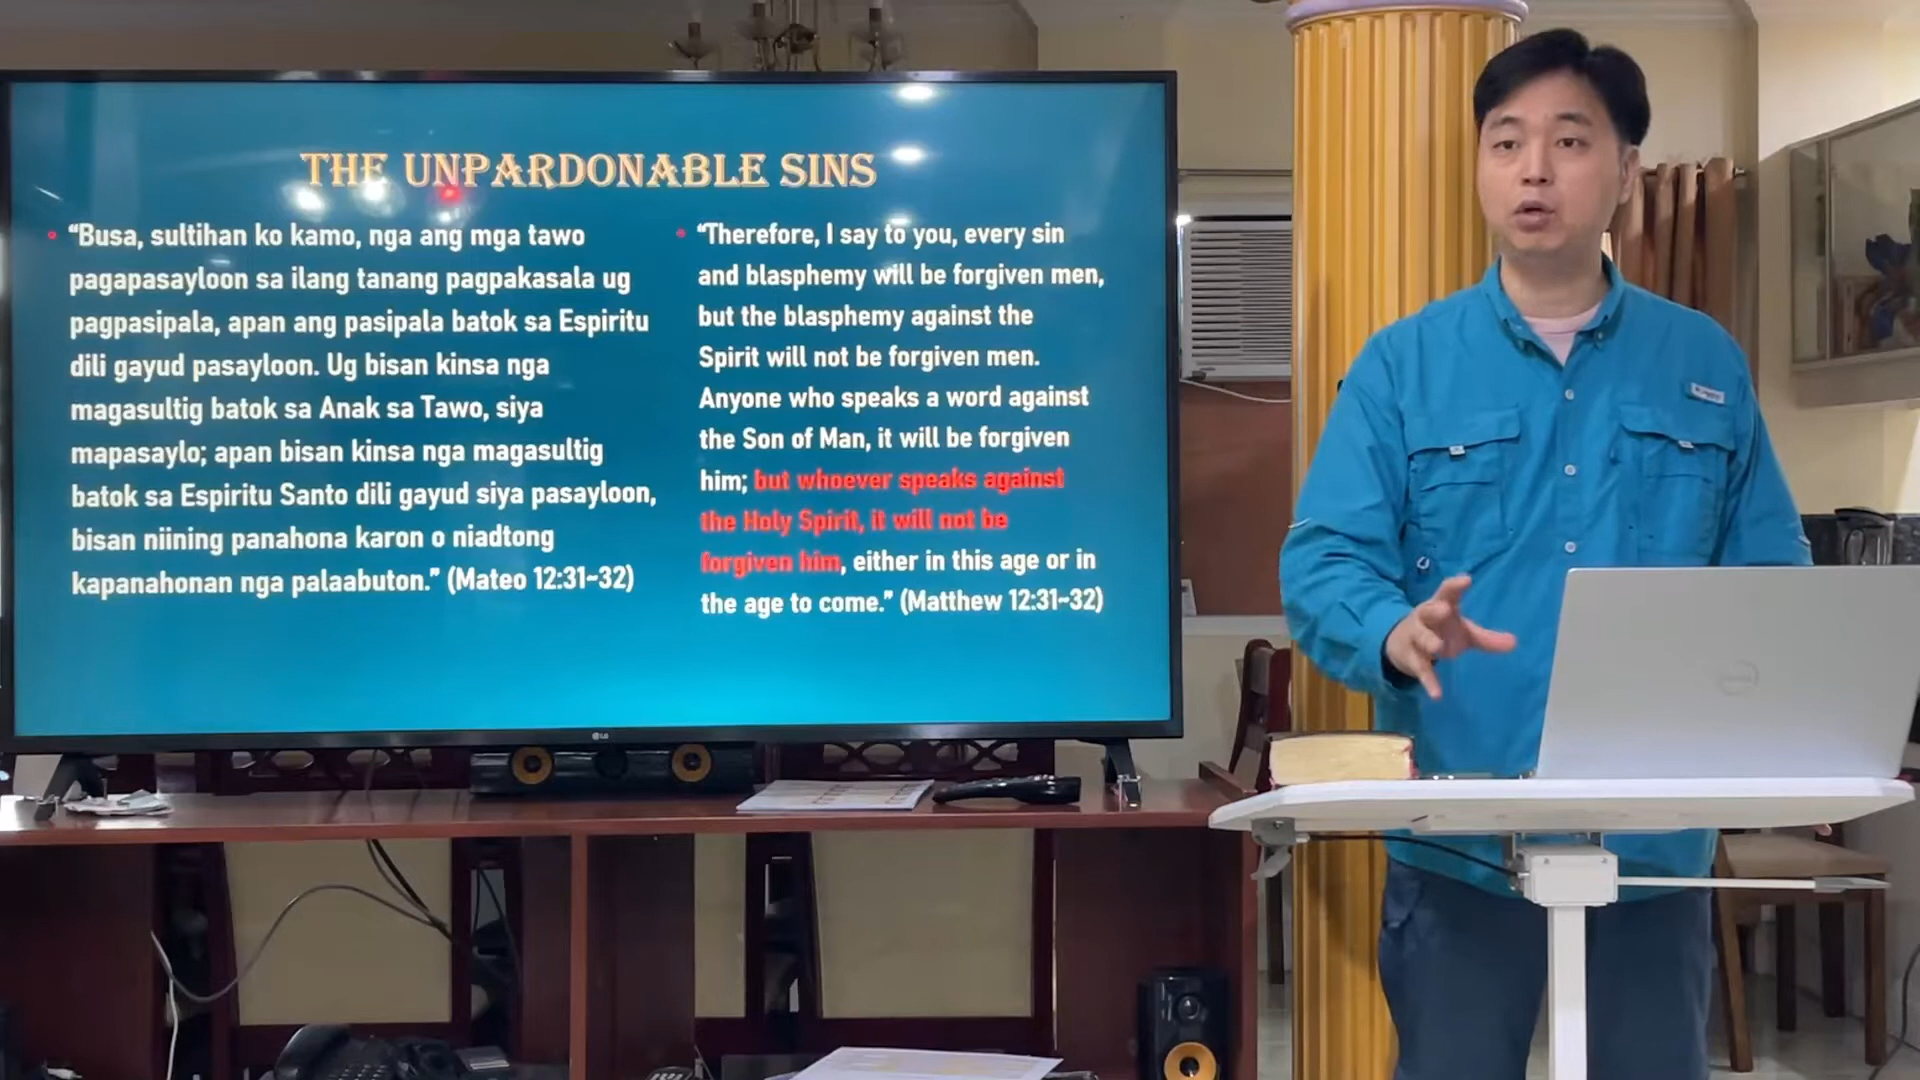 THE UNPARDONABLE SINS
• “Busa, sultihan ko kamo, nga ang mga tawo
pagapasayloon sa ilang tanang pagpakasala ug
pagpasipala, apan ang pasipala batok sa Espiritu
dili gayud pasayloon. Ug bisan kinsa nga
magasultig batok sa Anak sa Tawo, siya
mapasaylo; apan bisan kinsa nga magasultig
batok sa Espiritu Santo dili gayud siya pasayloon,
bisan niining panahona karon o niadtong
kapanahonan nga palaabuton.” (Mateo 12:31~32)
• “Therefore, I say to you, every sin
and blasphemy will be forgiven men,
but the blasphemy against the
Spirit will not be forgiven men.
Anyone who speaks a word against
the Son of Man, it will be forgiven
him; but whoever speaks against
the Holy Spirit, it will not be
forgiven him, either in this age or in
the age to come.” (Matthew 12:31~32)
LG
DELL